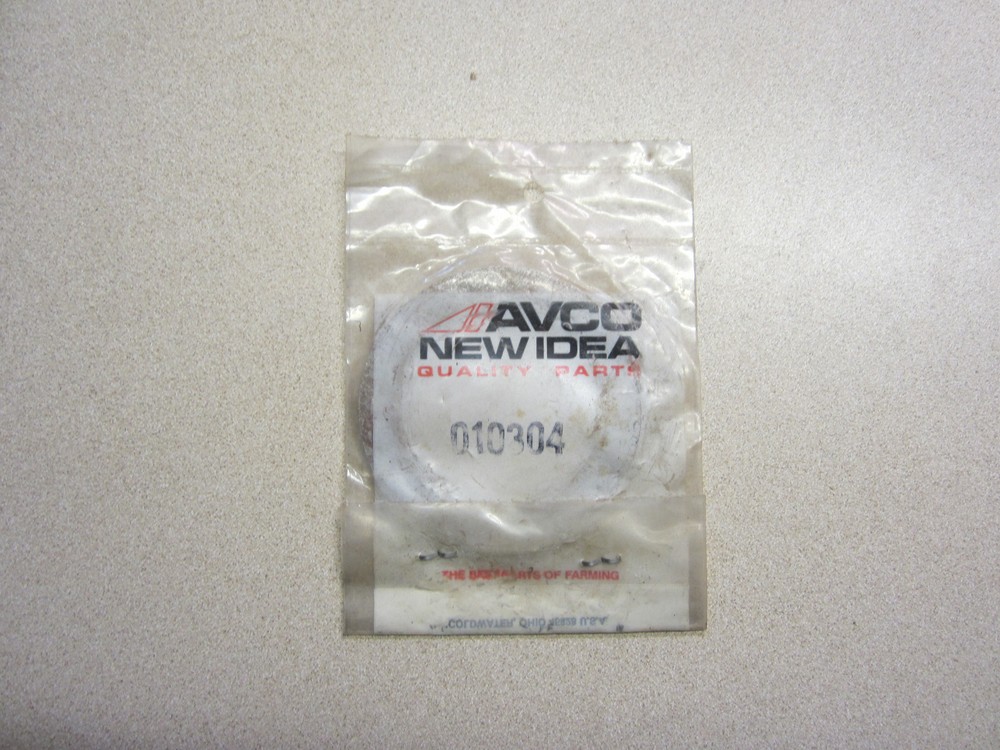 AVCO
NEW IDEA
QUALITY PARTS
010304
THE BEST PARTS OF FARMING
COLDWATER, OHIO 45828 U.S.A.